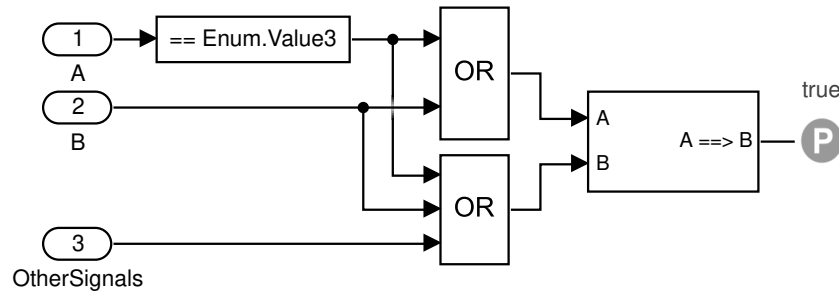 1
== Enum.Value3
A
2
B
OR
OR
3
OtherSignals
A
B
A ==> B
true
P